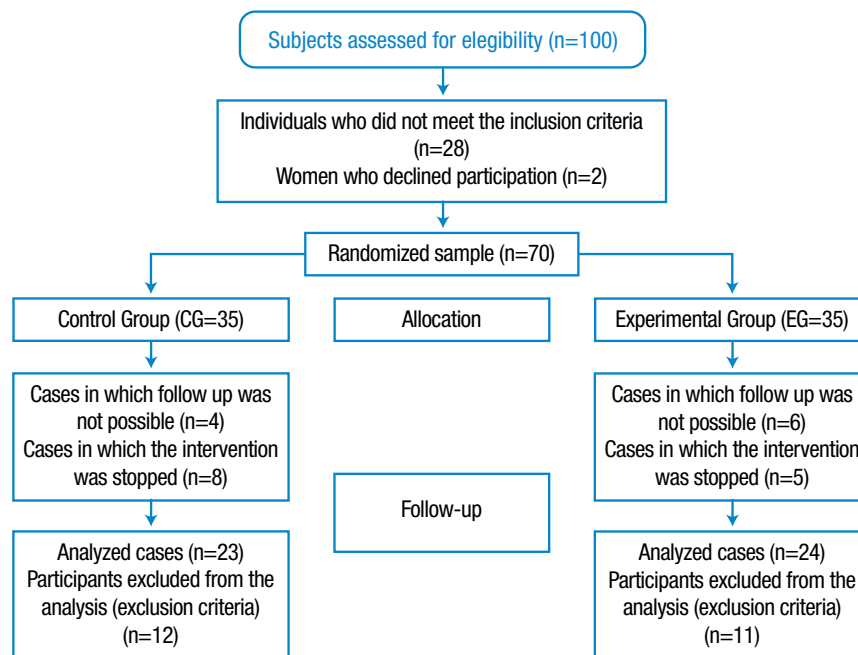 Subjects assessed for elegibility (n=100)
Individuals who did not meet the inclusion criteria
(n=28)
Women who declined participation (n=2)
Randomized sample (n=70)
Control Group (CG=35)
Allocation
Experimental Group (EG=35)
Cases in which follow up was
not possible (n=4)
Cases in which the intervention
was stopped (n=8)
Cases in which follow up was
not possible (n=6)
Cases in which the intervention
was stopped (n=5)
Follow-up
Analyzed cases (n=23)
Participants excluded from the
analysis (exclusion criteria)
(n=12)
Analyzed cases (n=24)
Participants excluded from the
analysis (exclusion criteria)
(n=11)